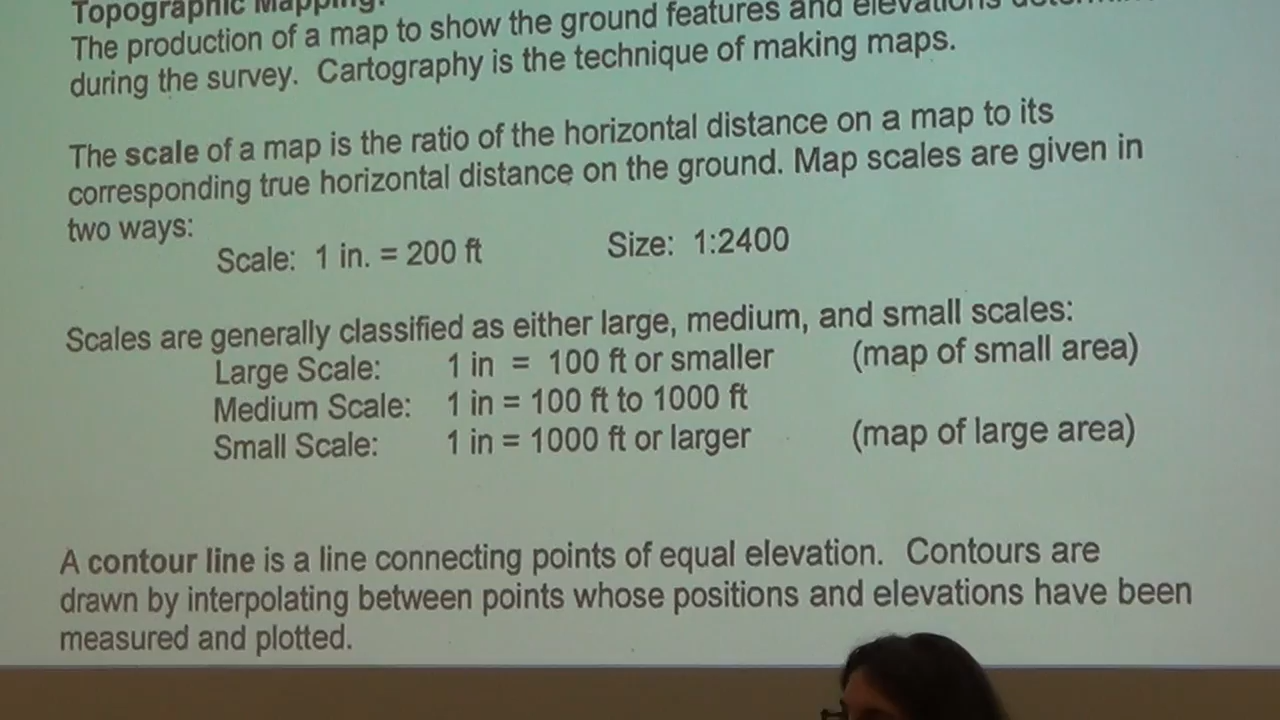 Topographic Mapping:
The production of a map to show the ground features and elevations
during the survey. Cartography is the technique of making maps.
The scale of a map is the ratio of the horizontal distance on a map to its
corresponding true horizontal distance on the ground. Map scales are given in
two ways:
Scale: 1 in. = 200 ft Size: 1:2400
Scales are generally classified as either large, medium, and small scales:
Large Scale: 1 in = 100 ft or smaller (map of small area)
Medium Scale: 1 in = 100 ft to 1000 ft
Small Scale: 1 in = 1000 ft or larger (map of large area)
A contour line is a line connecting points of equal elevation. Contours are
drawn by interpolating between points whose positions and elevations have been
measured and plotted.